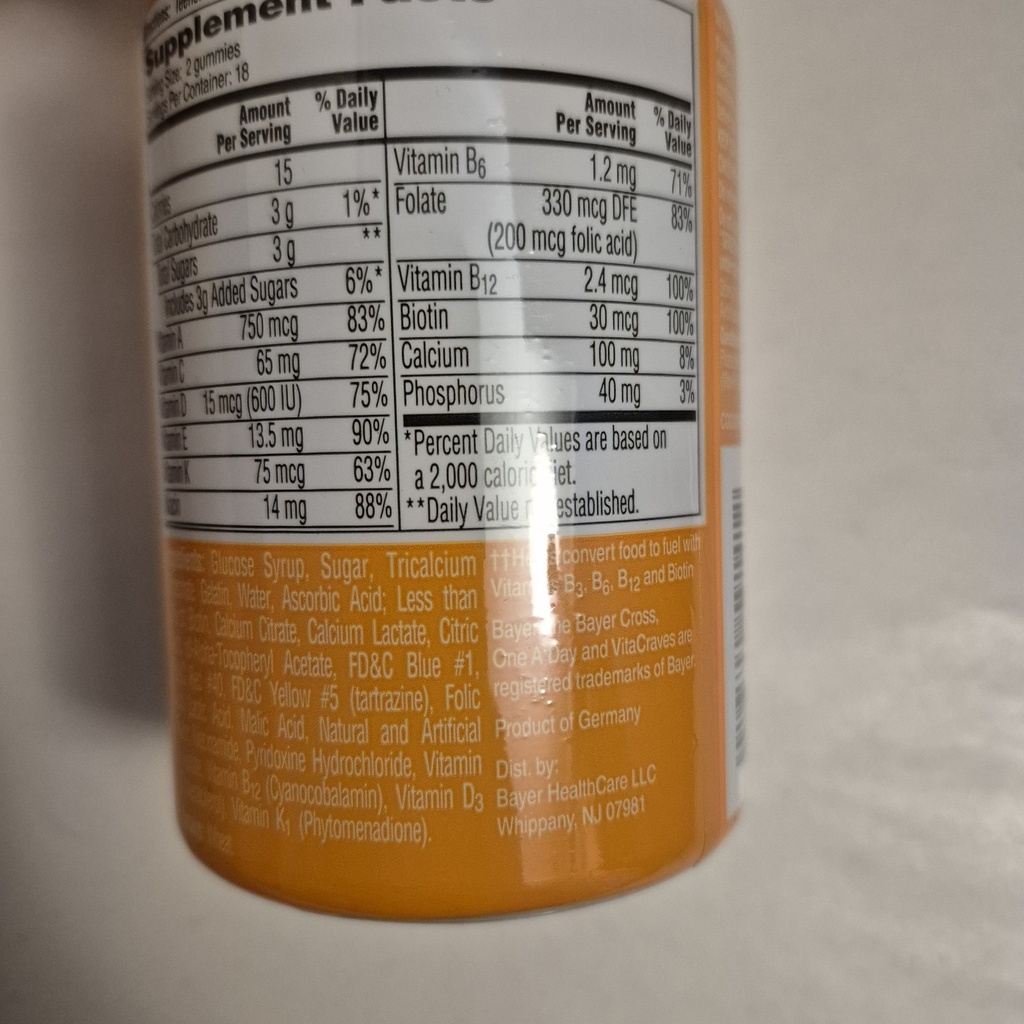 Supplement Facts
Size: 2 gummies
Per Container: 18
Amount Per Serving % Daily Value
15
Carbohydrate 3 g 1%*
Sugars 3 g **
Includes 3g Added Sugars 6%*
A 750 mcg 83%
C 65 mg 72%
D 15 mcg (600 IU) 75%
E 13.5 mg 90%
K 75 mcg 63%
14 mg 88%
Amount Per Serving % Daily Value
Vitamin B6 1.2 mg 71%
Folate 330 mcg DFE 83%
(200 mcg folic acid)
Vitamin B12 2.4 mcg 100%
Biotin 30 mcg 100%
Calcium 100 mg 8%
Phosphorus 40 mg 3%
*Percent Daily Values are based on
a 2,000 calorie diet.
**Daily Value established.
Glucose Syrup, Sugar, Tricalcium
Gelatin, Water, Ascorbic Acid; Less than
Calcium Citrate, Calcium Lactate, Citric
Acetate, FD&C Blue #1,
#40, FD&C Yellow #5 (tartrazine), Folic
Acid, Malic Acid, Natural and Artificial
Pyridoxine Hydrochloride, Vitamin
B12 (Cyanocobalamin), Vitamin D3
Vitamin K1 (Phytomenadione).
convert food to fuel with
B3, B6, B12 and Biotin
Bayer, the Bayer Cross,
One A Day and VitaCraves are
registered trademarks of Bayer.
Product of Germany
Dist. by:
Bayer HealthCare LLC
Whippany, NJ 07981